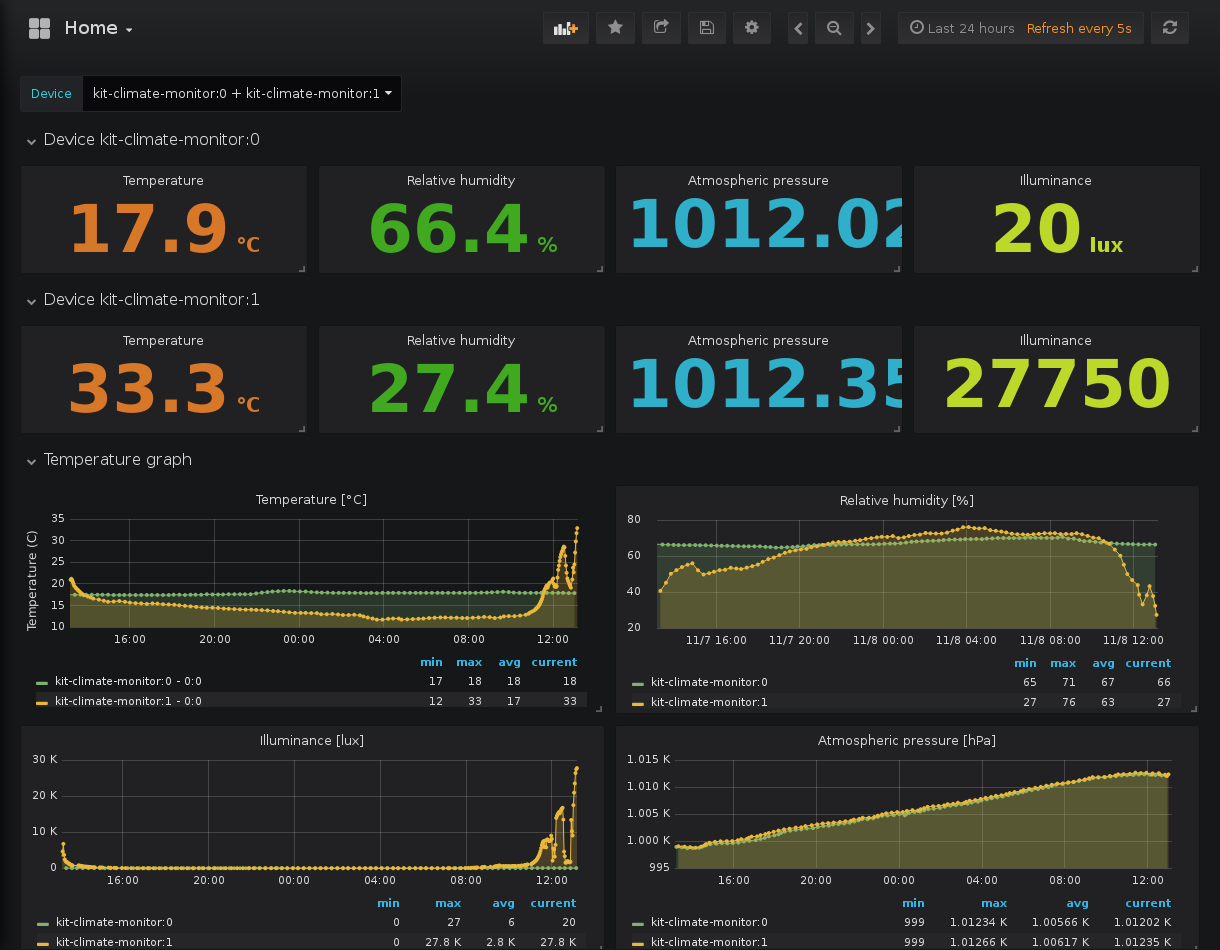 Home
Last 24 hours Refresh every 5s
Device kit-climate-monitor:0 + kit-climate-monitor:1
Device kit-climate-monitor:0
Temperature Relative humidity Atmospheric pressure Illuminance
17.9 °C 66.4 % 1012.02 20 lux
Device kit-climate-monitor:1
Temperature Relative humidity Atmospheric pressure Illuminance
33.3 °C 27.4 % 1012.35 27750
Temperature graph
Temperature [°C]
Temperature (C)
35
30
25
20
15
10
16:00 20:00 00:00 04:00 08:00 12:00
min max avg current
kit-climate-monitor:0 - 0:0 17 18 18 18
kit-climate-monitor:1 - 0:0 12 33 17 33
Relative humidity [%]
80
60
40
20
11/7 16:00 11/7 20:00 11/8 00:00 11/8 04:00 11/8 08:00 11/8 12:00
min max avg current
kit-climate-monitor:0 65 71 67 66
kit-climate-monitor:1 27 76 63 27
Illuminance [lux]
30 K
20 K
10 K
0
16:00 20:00 00:00 04:00 08:00 12:00
min max avg current
kit-climate-monitor:0 0 27 6 20
kit-climate-monitor:1 0 27.8 K 2.8 K 27.8 K
Atmospheric pressure [hPa]
1.015 K
1.010 K
1.005 K
1.000 K
995
16:00 20:00 00:00 04:00 08:00 12:00
min max avg current
kit-climate-monitor:0 999 1.01234 K 1.00566 K 1.01202 K
kit-climate-monitor:1 999 1.01266 K 1.00617 K 1.01235 K